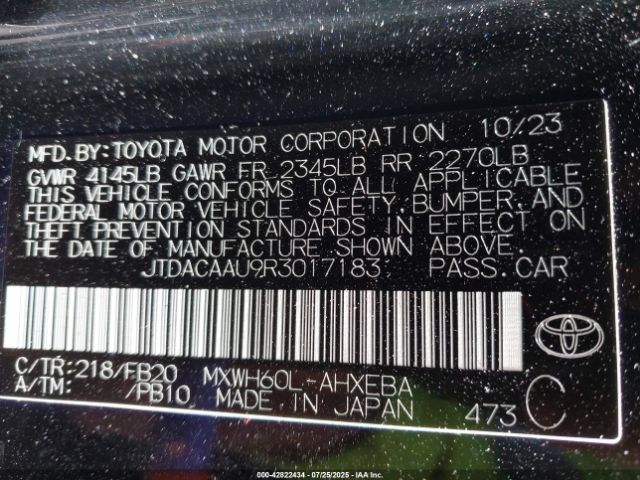 MFD.BY:TOYOTA MOTOR CORPORATION 10/23
GVWR 4145LB GAWR FR 2345LB RR 2270LB
THIS VEHICLE CONFORMS TO ALL APPLICABLE
FEDERAL MOTOR VEHICLE SAFETY, BUMPER, AND
THEFT PREVENTION STANDARDS IN EFFECT ON
THE DATE OF MANUFACTURE SHOWN ABOVE.
JTDACAAU9R3017183 PASS.CAR
C/TR:218/FB20 MXWH60L-AHXEBA
A/TM: /PB10 MADE IN JAPAN 473 C
000-42822434 - 07/25/2025 - IAA Inc.